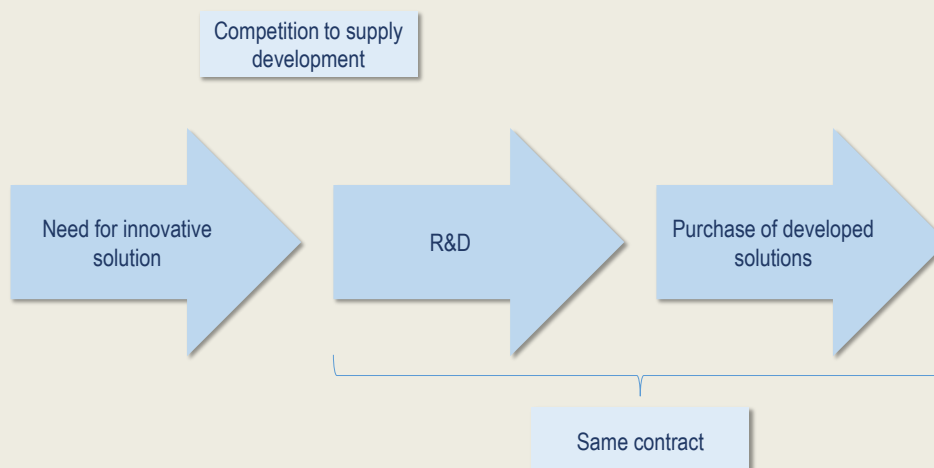 Competition to supply
development
Need for innovative
solution
R&D
Purchase of developed
solutions
Same contract